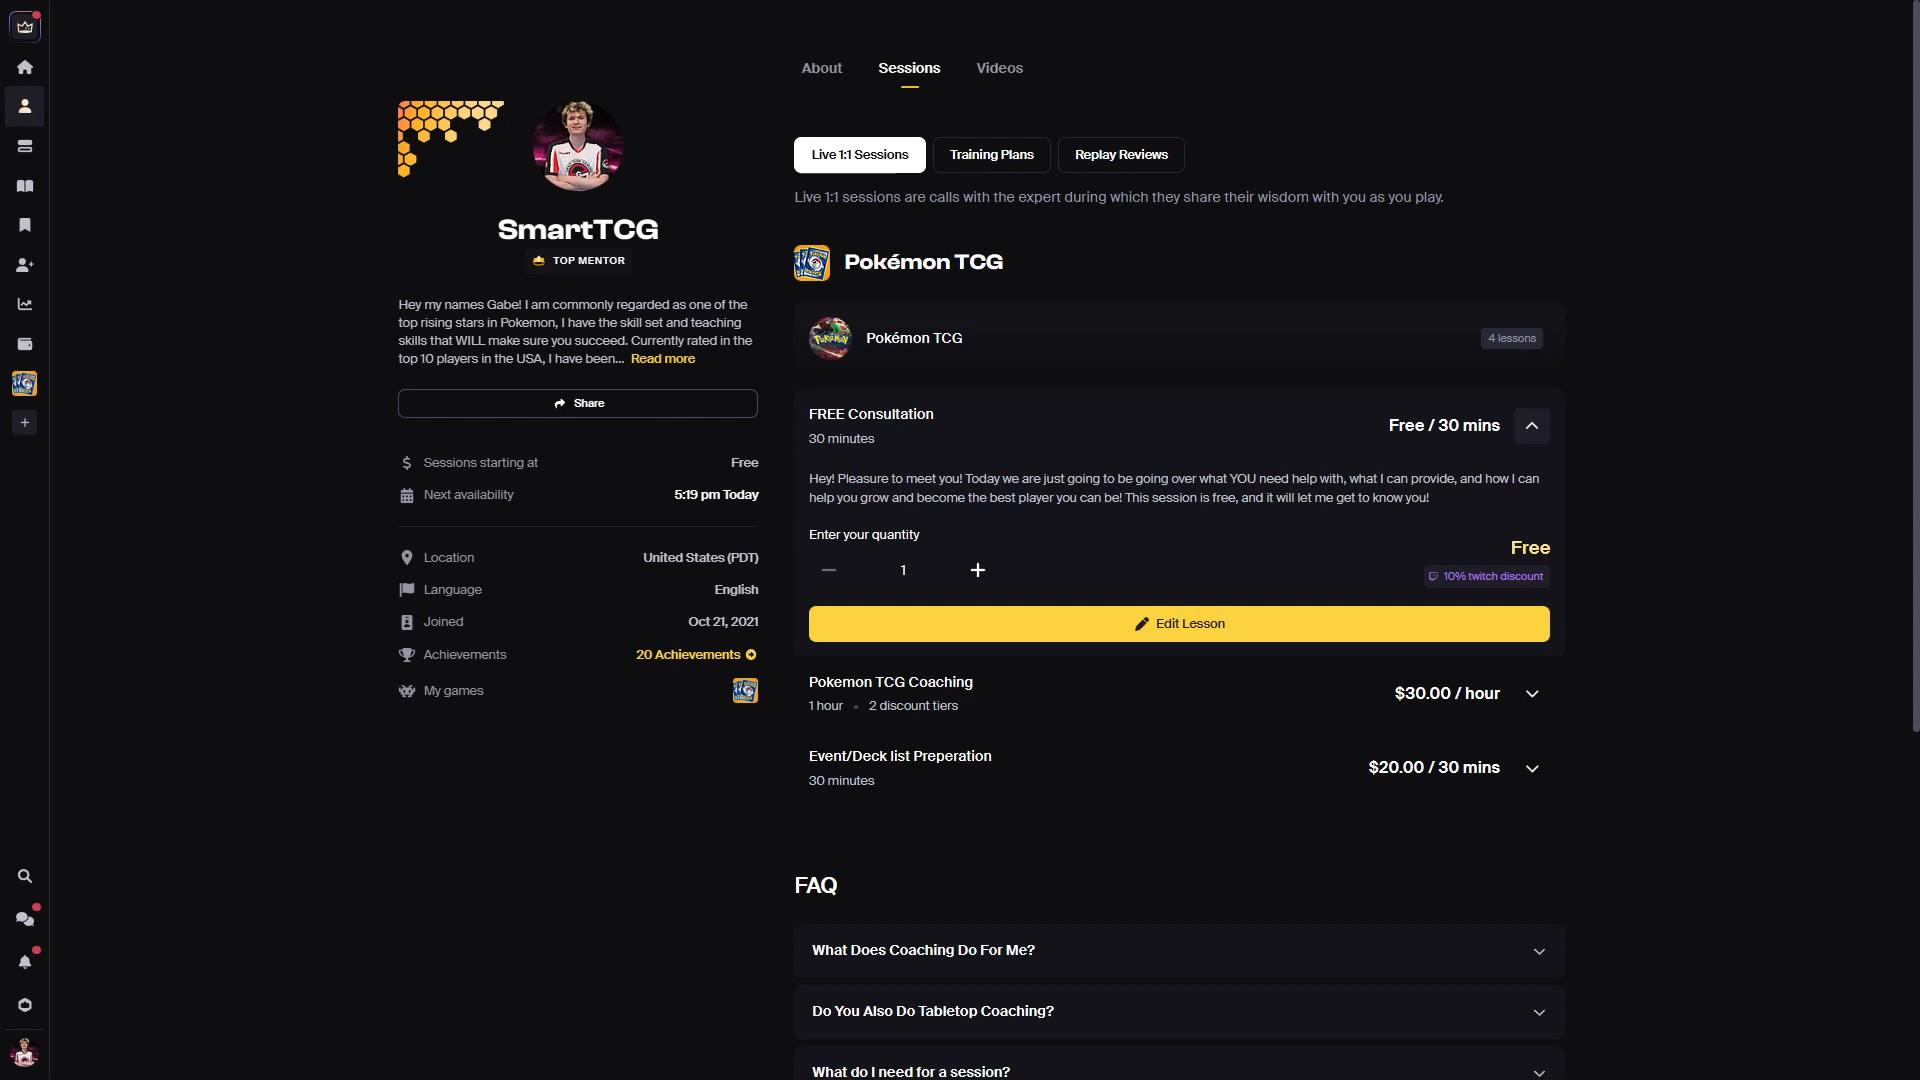 About
Sessions
Videos
SmartTCG
TOP MENTOR
Hey my names Gabe! I am commonly regarded as one of the
top rising stars in Pokemon, I have the skill set and teaching
skills that WILL make sure you succeed. Currently rated in the
top 10 players in the USA, I have been... Read more
Share
Sessions starting at Free
Next availability 5:19 pm Today
Location United States (PDT)
Language English
Joined Oct 21, 2021
Achievements 20 Achievements
My games
Live 1:1 Sessions
Training Plans
Replay Reviews
Live 1:1 sessions are calls with the expert during which they share their wisdom with you as you play.
Pokémon TCG
POKÉMON
Pokémon TCG
4 lessons
FREE Consultation
30 minutes
Free / 30 mins
Hey! Pleasure to meet you! Today we are just going to be going over what YOU need help with, what I can provide, and how I can
help you grow and become the best player you can be! This session is free, and it will let me get to know you!
Enter your quantity
1
Free
10% twitch discount
Edit Lesson
Pokemon TCG Coaching
1 hour • 2 discount tiers
$30.00 / hour
Event/Deck list Preperation
30 minutes
$20.00 / 30 mins
FAQ
What Does Coaching Do For Me?
Do You Also Do Tabletop Coaching?
What do I need for a session?